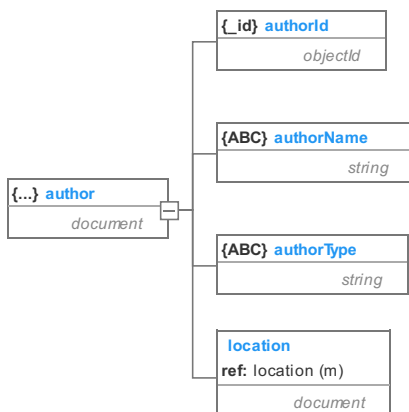 {_id} authorId
objectId
{ABC} authorName
string
{...} author
document
{ABC} authorType
string
location
ref: location (m)
document